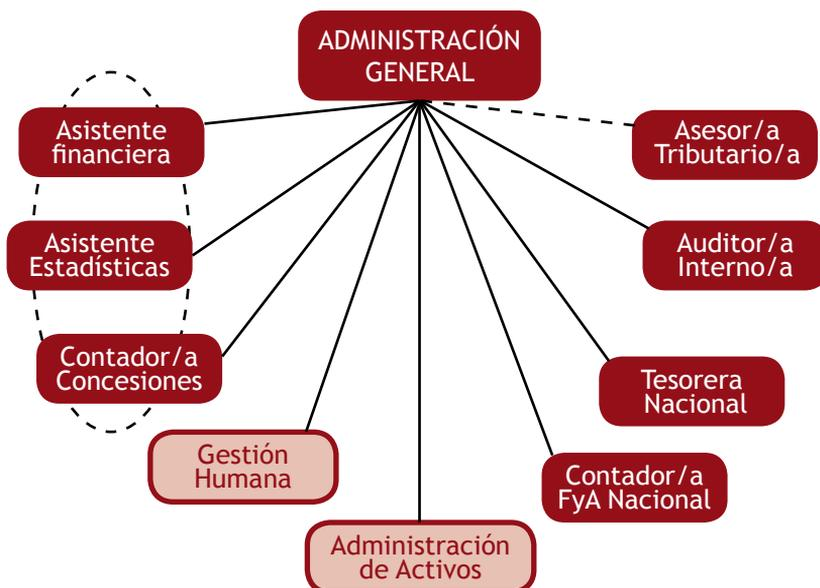 ADMINISTRACIÓN
GENERAL
Asistente
financiera
Asesor/a
Tributario/a
Asistente
Estadísticas
Auditor/a
Interno/a
Contador/a
Concesiones
Tesorera
Nacional
Gestión
Humana
Contador/a
FyA Nacional
Administración
de Activos